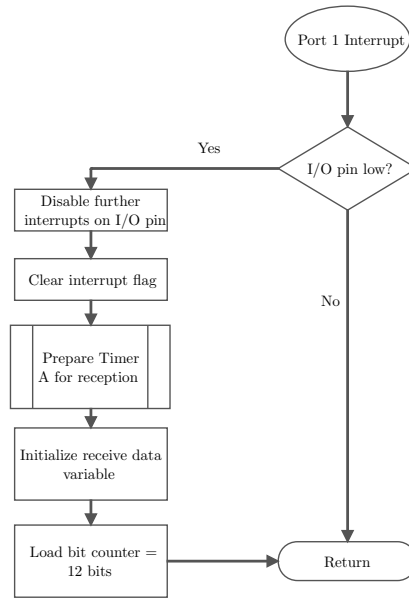 Port 1 Interrupt
I/O pin low?
Yes
No
Disable further
interrupts on I/O pin
Clear interrupt flag
Prepare Timer
A for reception
Initialize receive data
variable
Load bit counter =
12 bits
Return